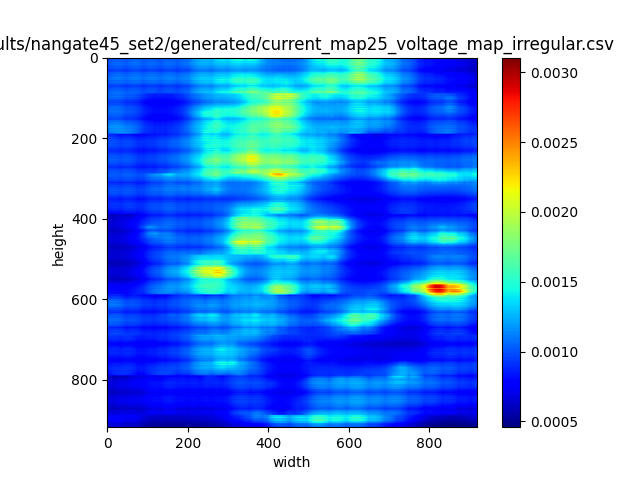 ults/nangate45_set2/generated/current_map25_voltage_map_irregular.csv
0
200
400
600
800
height
0 200 400 600 800
width
0.0030
0.0025
0.0020
0.0015
0.0010
0.0005